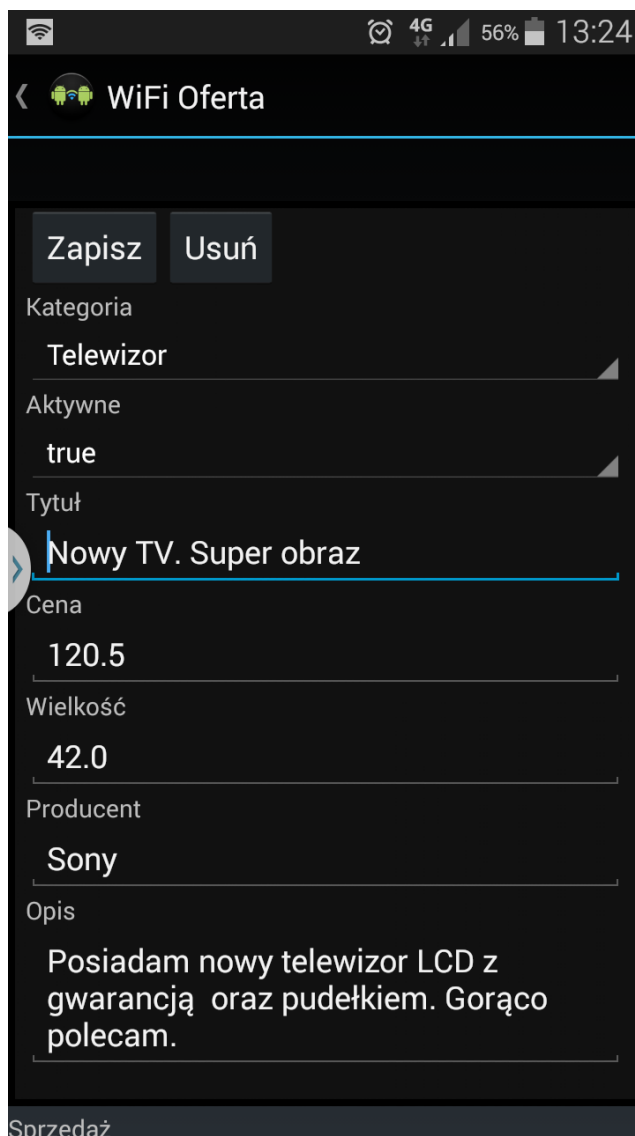 4G 56% 13:24
WiFi Oferta
Zapisz Usuń
Kategoria
Telewizor
Aktywne
true
Tytuł
Nowy TV. Super obraz
Cena
120.5
Wielkość
42.0
Producent
Sony
Opis
Posiadam nowy telewizor LCD z
gwarancją  oraz pudełkiem. Gorąco
polecam.
Sprzedaż